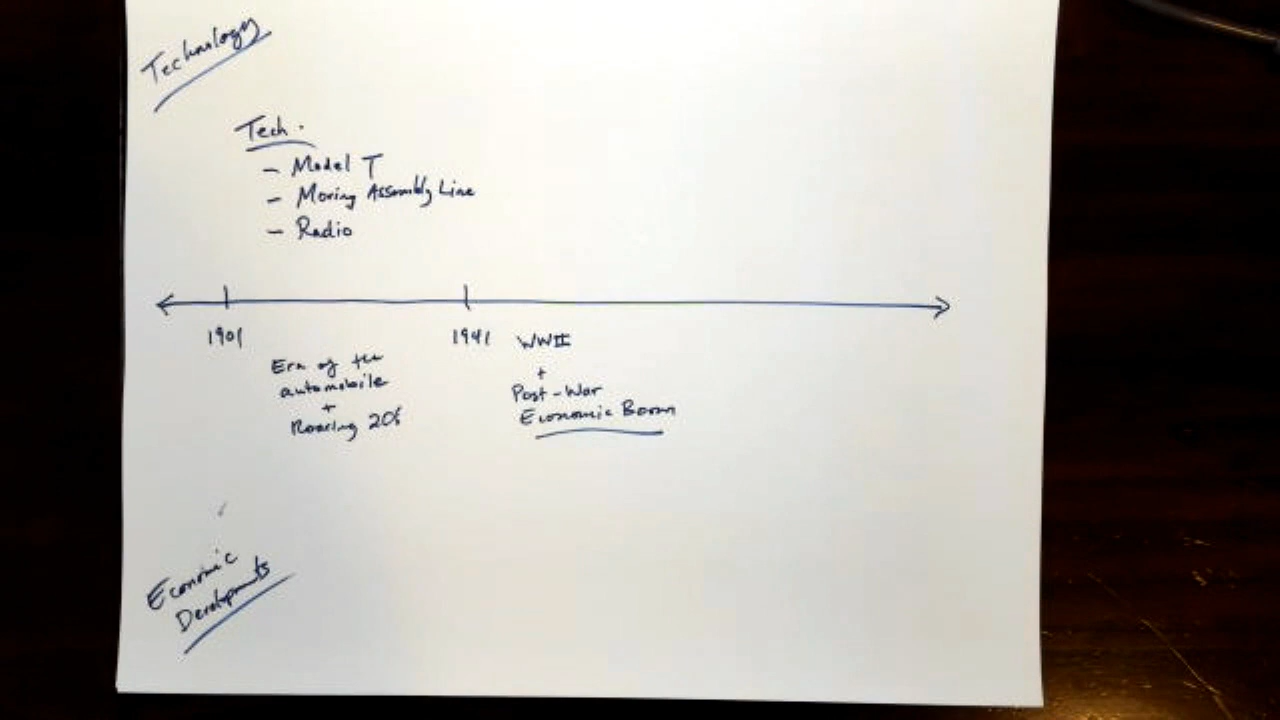 Technology
Tech.
- Model T
- Moving Assembly Line
- Radio
1901
1941
Era of the
automobile
+
Roaring 20s
WWII
+
Post-War
Economic Boom
Economic
Developments